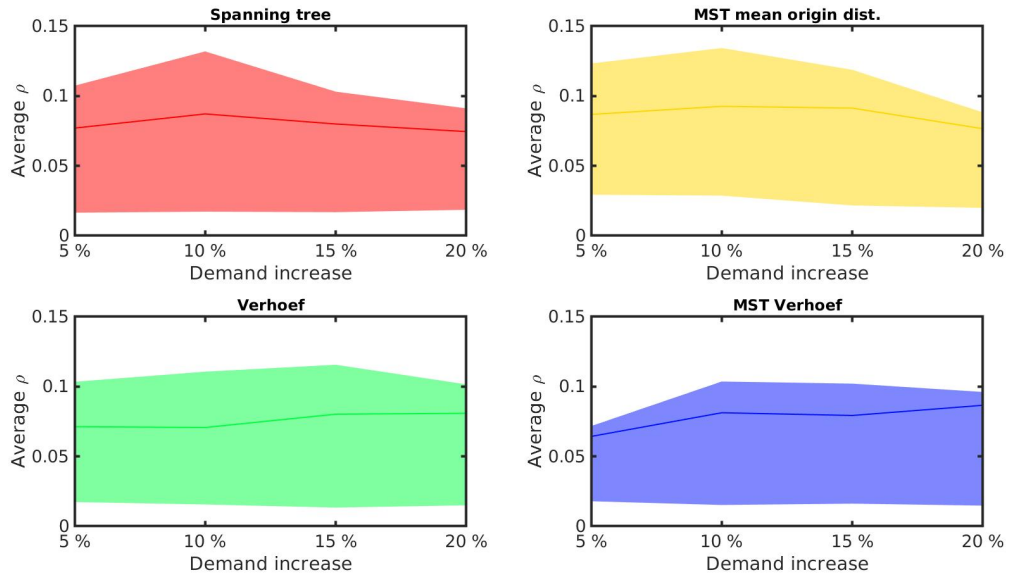 Spanning tree
0.15
0.1
0.05
0
Average ρ
5 % 10 % 15 % 20 %
Demand increase
MST mean origin dist.
0.15
0.1
0.05
0
Average ρ
5 % 10 % 15 % 20 %
Demand increase
Verhoef
0.15
0.1
0.05
0
Average ρ
5 % 10 % 15 % 20 %
Demand increase
MST Verhoef
0.15
0.1
0.05
0
Average ρ
5 % 10 % 15 % 20 %
Demand increase